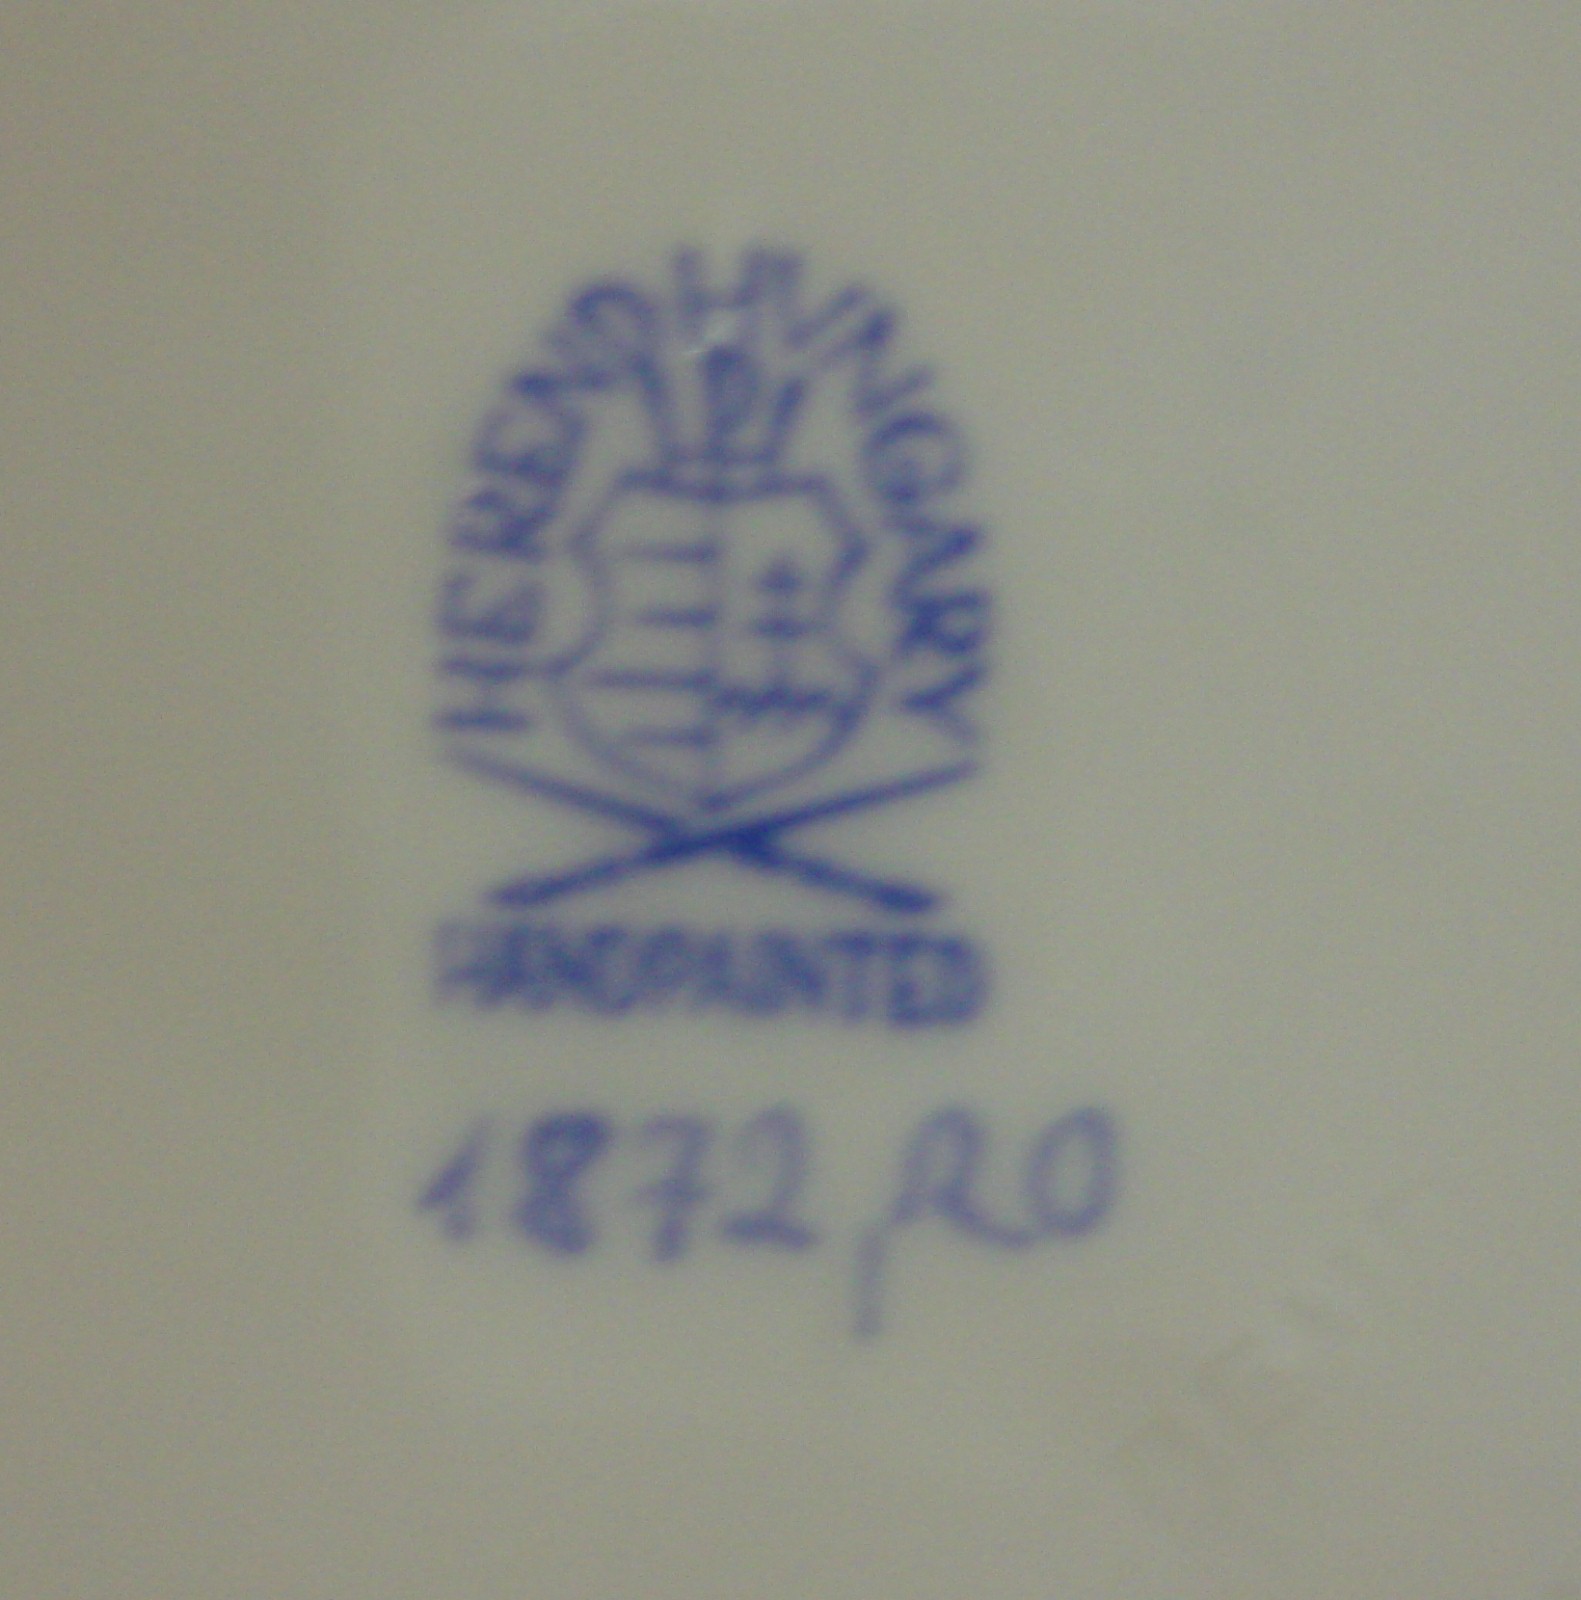 HEREND HUNGARY
HANDPAINTED
1872